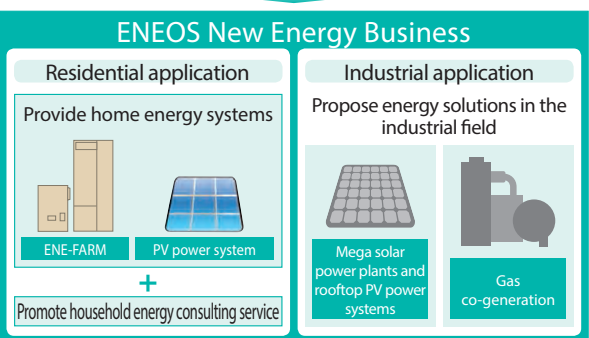 ENEOS New Energy Business
Residential application
Provide home energy systems
ENE-FARM
PV power system
+
Promote household energy consulting service
Industrial application
Propose energy solutions in the
industrial field
Mega solar
power plants and
rooftop PV power
systems
Gas
co-generation